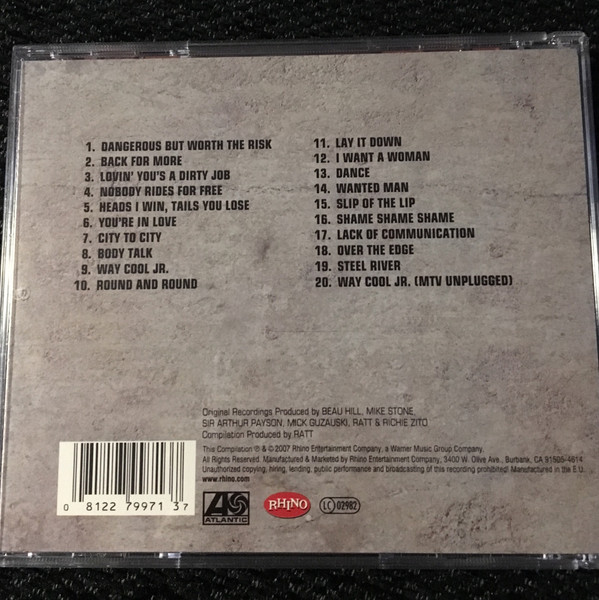 1. DANGEROUS BUT WORTH THE RISK
2. BACK FOR MORE
3. LOVIN' YOU'S A DIRTY JOB
4. NOBODY RIDES FOR FREE
5. HEADS I WIN, TAILS YOU LOSE
6. YOU'RE IN LOVE
7. CITY TO CITY
8. BODY TALK
9. WAY COOL JR.
10. ROUND AND ROUND
11. LAY IT DOWN
12. I WANT A WOMAN
13. DANCE
14. WANTED MAN
15. SLIP OF THE LIP
16. SHAME SHAME SHAME
17. LACK OF COMMUNICATION
18. OVER THE EDGE
19. STEEL RIVER
20. WAY COOL JR. (MTV UNPLUGGED)
Original Recordings Produced by BEAU HILL, MIKE STONE,
SIR ARTHUR PAYSON, MICK GUZAUSKI, RATT & RICHIE ZITO
Compilation Produced by RATT
This Compilation ℗ & © 2007 Rhino Entertainment Company, a Warner Music Group Company.
All Rights Reserved. Manufactured & Marketed by Rhino Entertainment Company, 3400 W. Olive Ave., Burbank, CA 91505-4614.
Unauthorized copying, hiring, lending, public performance and broadcasting of this recording prohibited. Manufactured in the E.U.
www.rhino.com
0 81227 99713 7
ATLANTIC
RHINO
LC 02982